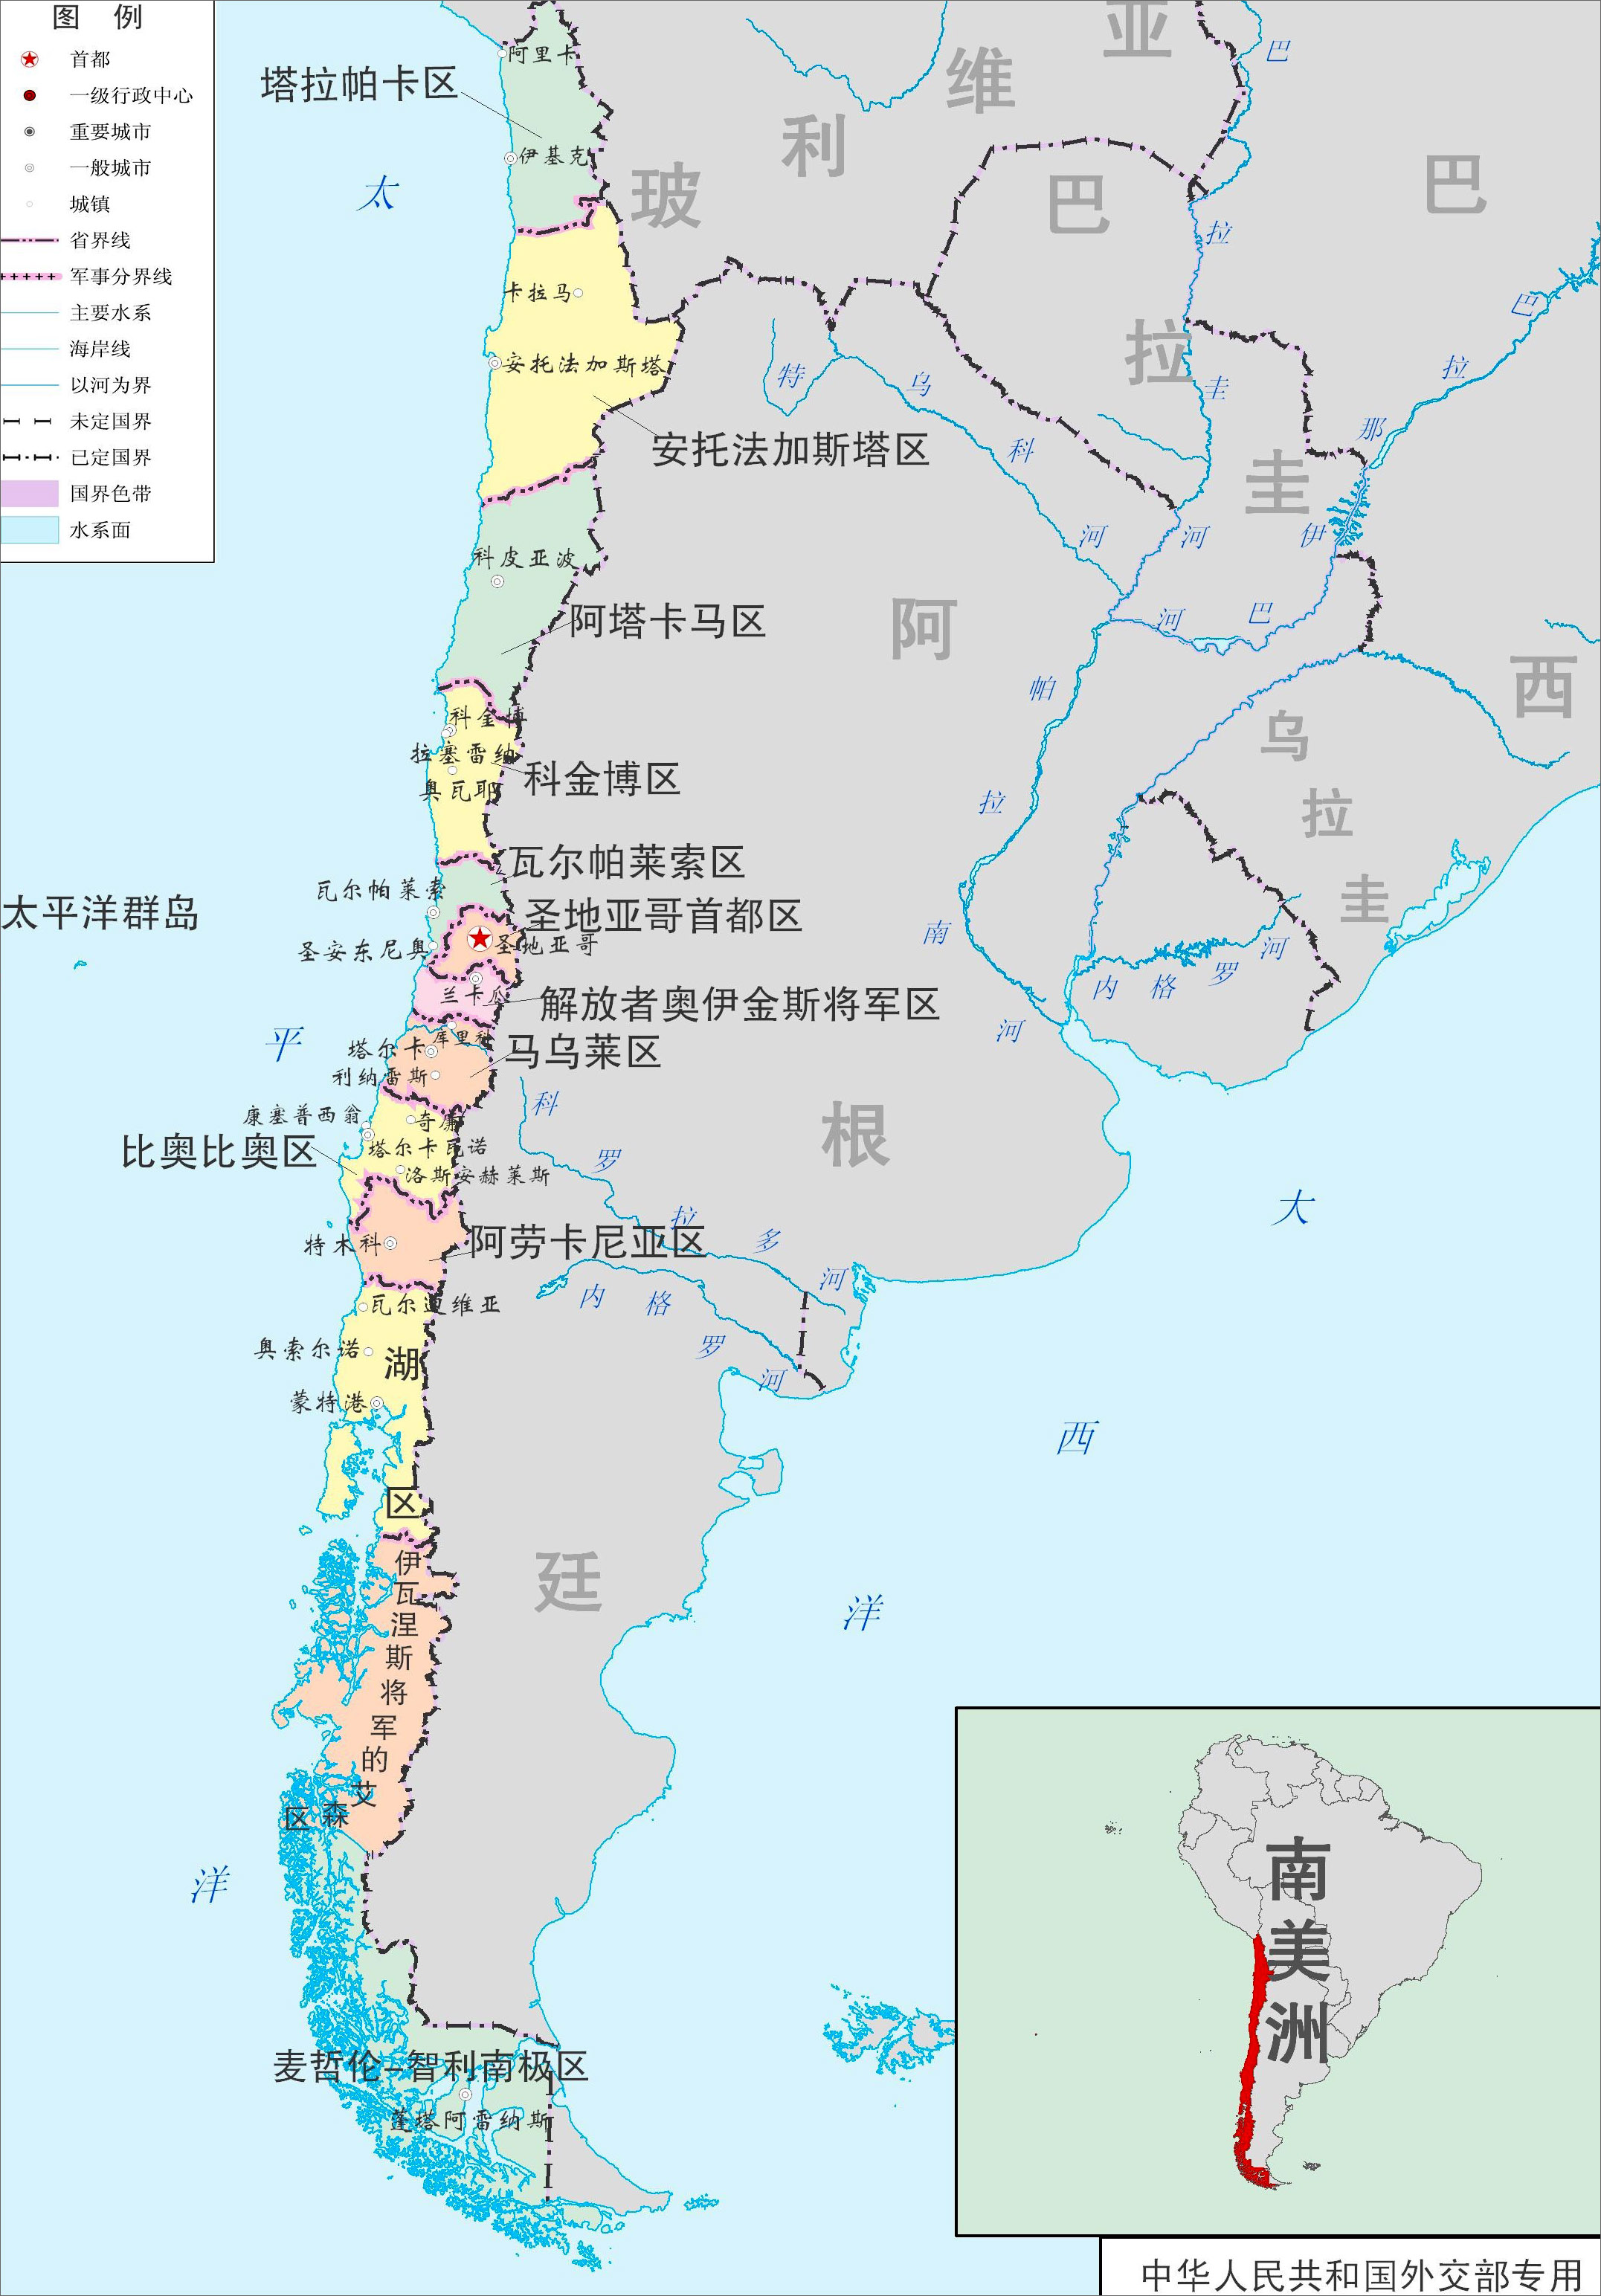 图 例
首都
一级行政中心
重要城市
一般城市
城镇
省界线
军事分界线
主要水系
海岸线
以河为界
未定国界
已定国界
国界色带
水系面
阿里卡
塔拉帕卡区
伊基克
卡拉马
安托法加斯塔
安托法加斯塔区
科皮亚波
阿塔卡马区
科金博
拉塞雷纳
奥瓦耶
科金博区
瓦尔帕莱索区
瓦尔帕莱索
圣地亚哥首都区
圣地亚哥
圣安东尼奥
兰卡瓜
解放者奥伊金斯将军区
库里科
塔尔卡
马乌莱区
利纳雷斯
康塞普西翁
奇廉
塔尔卡瓦诺
比奥比奥区
洛斯安赫莱斯
特木科
阿劳卡尼亚区
瓦尔迪维亚
奥索尔诺
蒙特港
湖区
伊瓦涅斯将军的艾森区
麦哲伦-智利南极区
蓬塔阿雷纳斯
太平洋群岛
太平洋
大西洋
玻利维亚
巴拉圭
巴西
乌拉圭
阿根廷
巴拉圭河
特乌科河
巴拉那河
伊
巴
帕拉南河
内格罗河
科罗拉多河
内格罗河
南美洲
中华人民共和国外交部专用